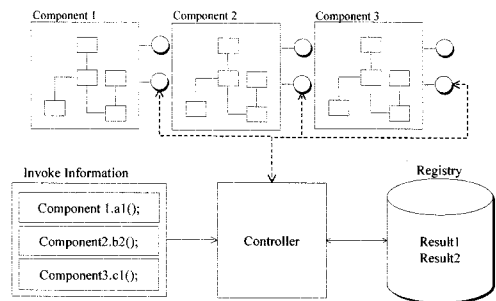 Component 1
Component 2
Component 3
Invoke Information
Component 1.a1();
Component2.b2();
Component3.c1();
Controller
Registry
Result1
Result2